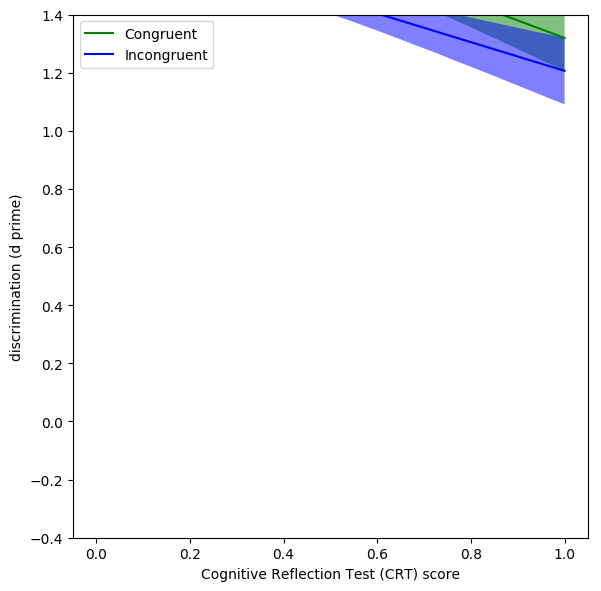 1.4
1.2
1.0
0.8
0.6
0.4
0.2
0.0
−0.2
−0.4
discrimination (d prime)
Congruent
Incongruent
0.0 0.2 0.4 0.6 0.8 1.0
Cognitive Reflection Test (CRT) score